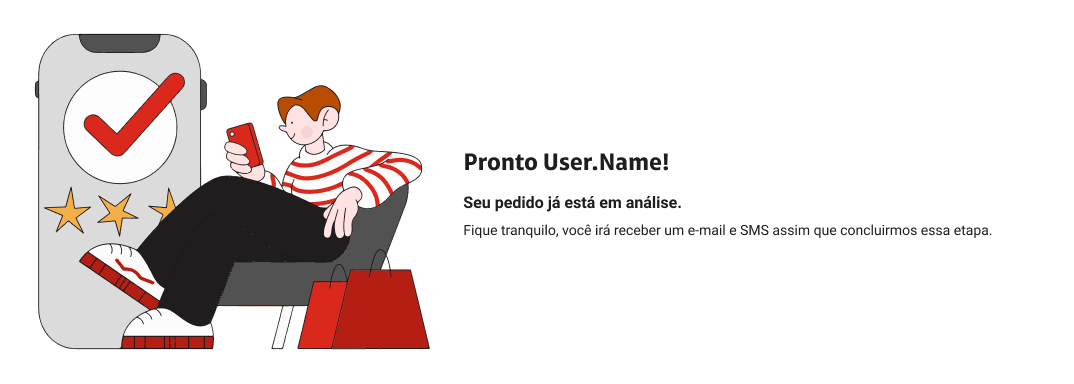 Pronto User.Name!
Seu pedido já está em análise.
Fique tranquilo, você irá receber um e-mail e SMS assim que concluirmos essa etapa.